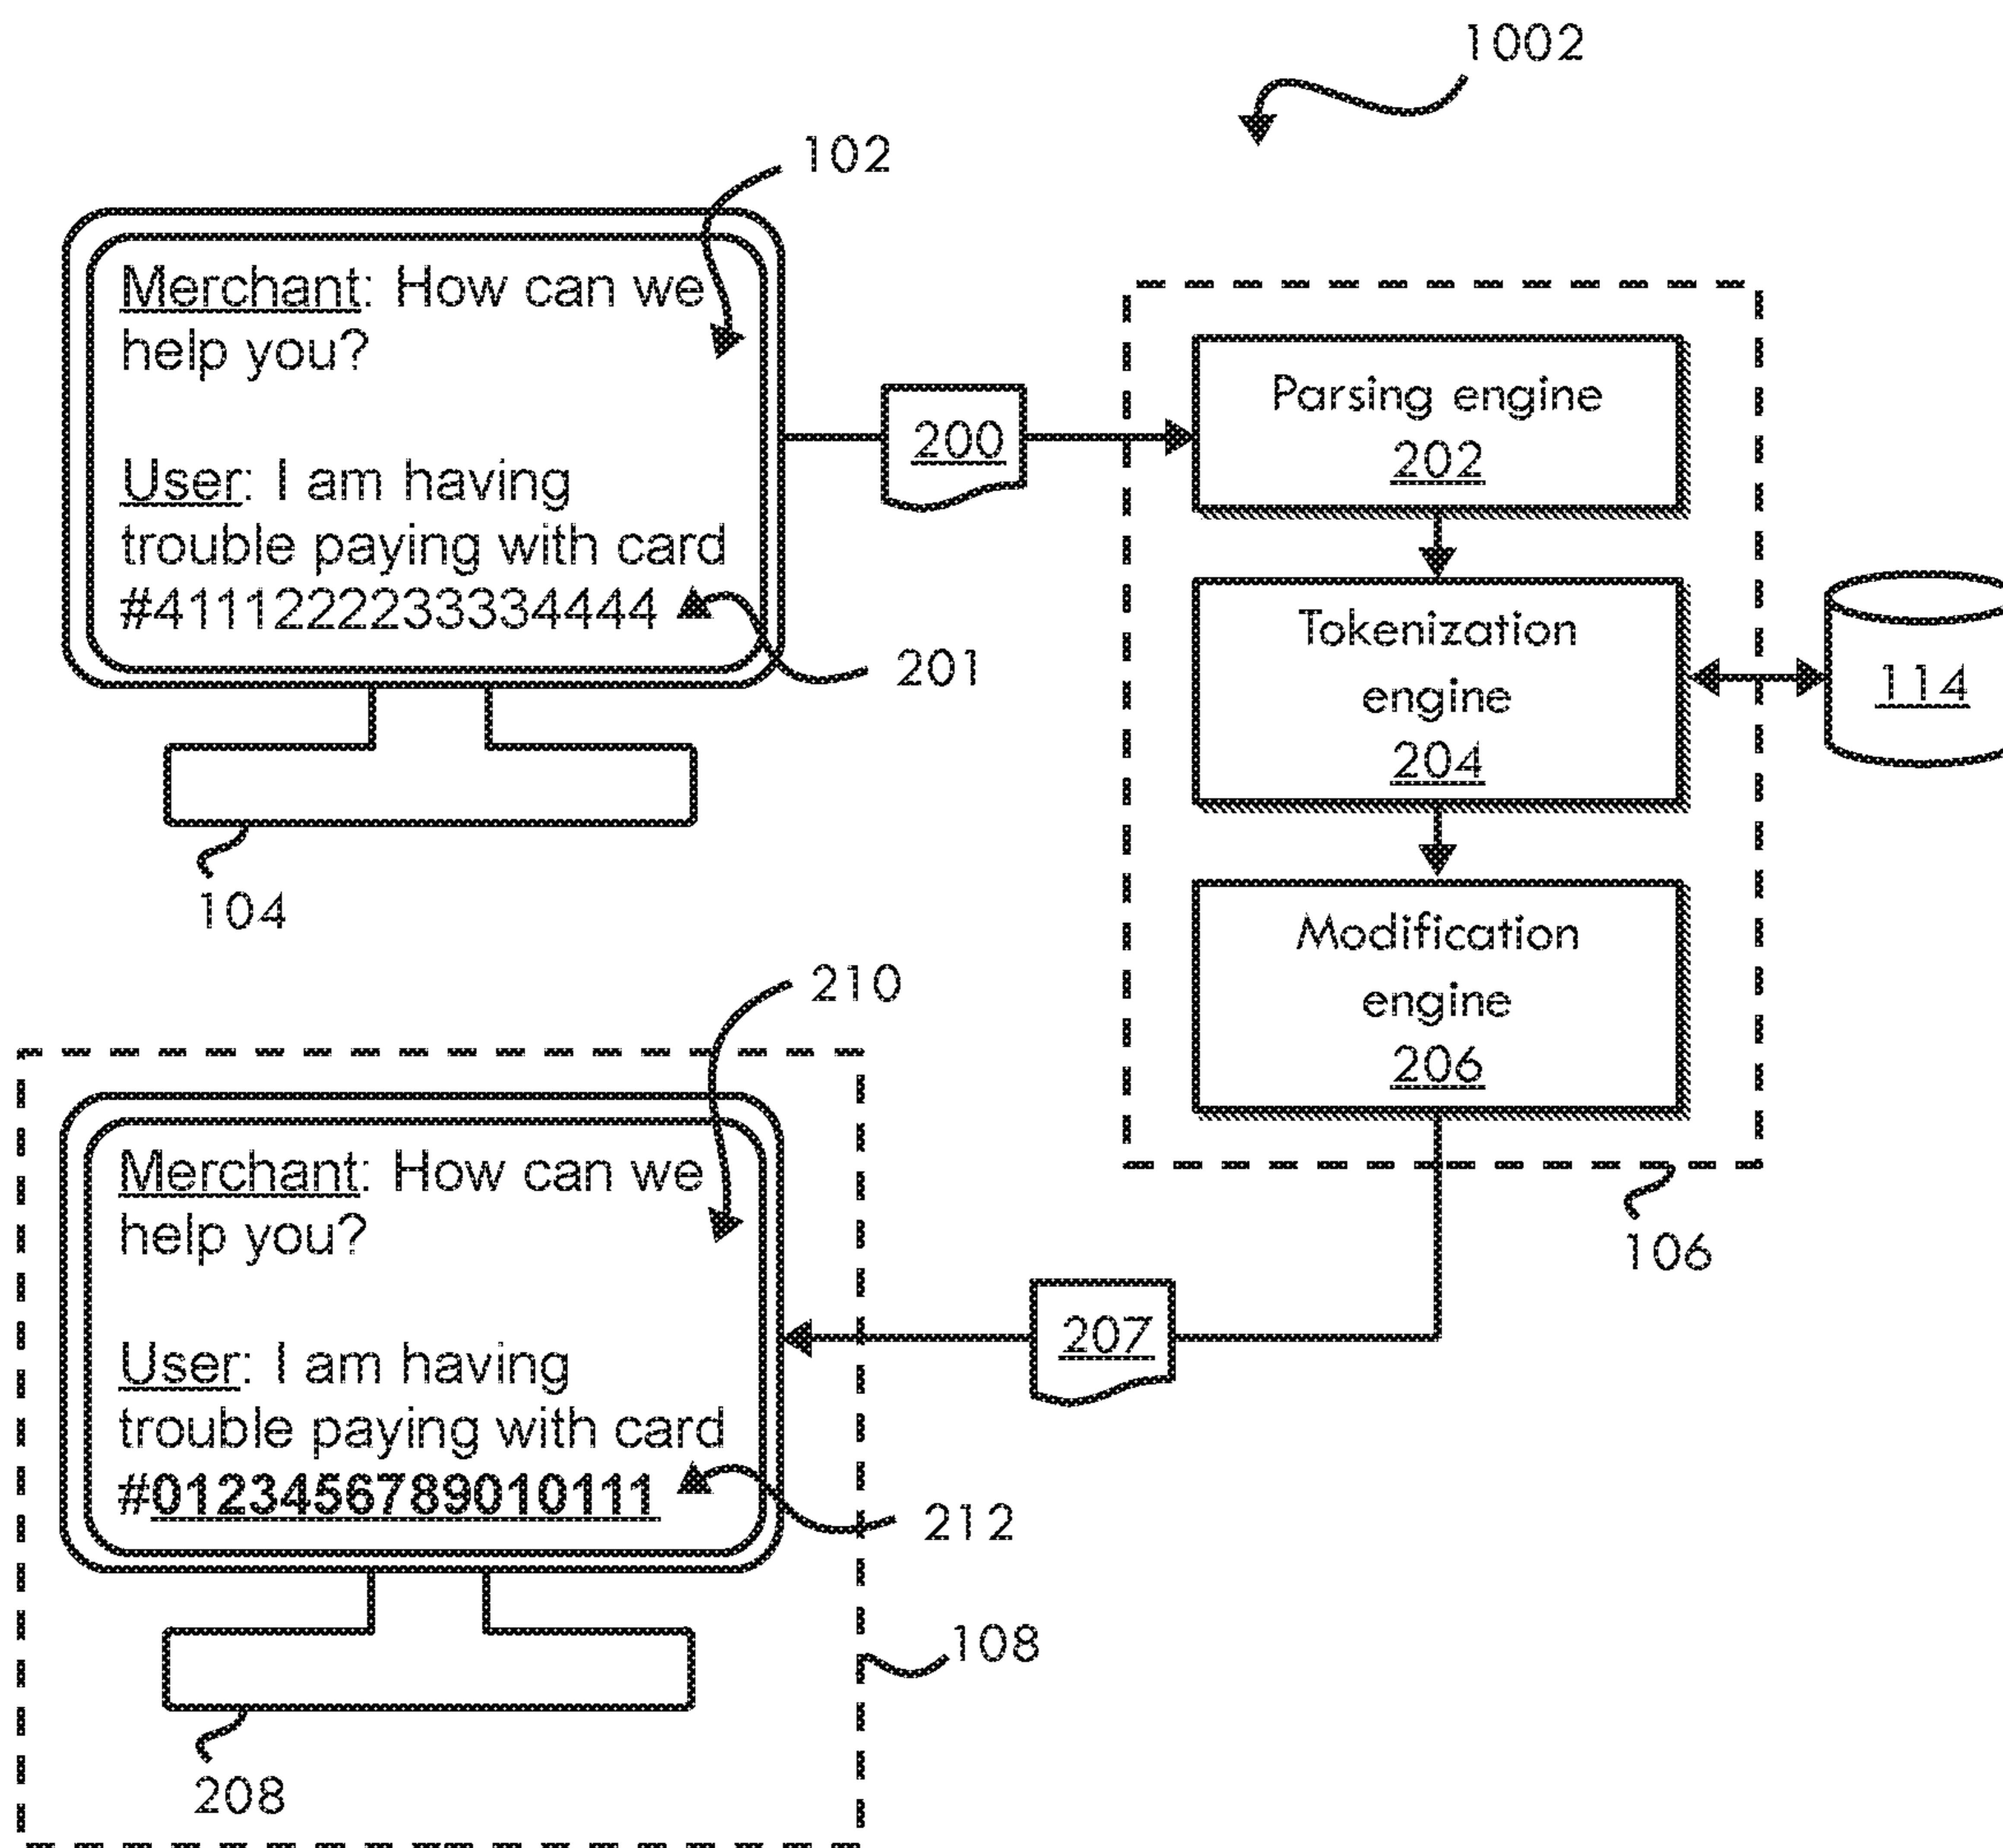 1002
102
Merchant: How can we
help you?
User: I am having
trouble paying with card
#4111222233334444
201
104
200
Parsing engine
202
Tokenization
engine
204
114
Modification
engine
206
106
210
Merchant: How can we
help you?
User: I am having
trouble paying with card
#0123456789010111
212
207
108
208